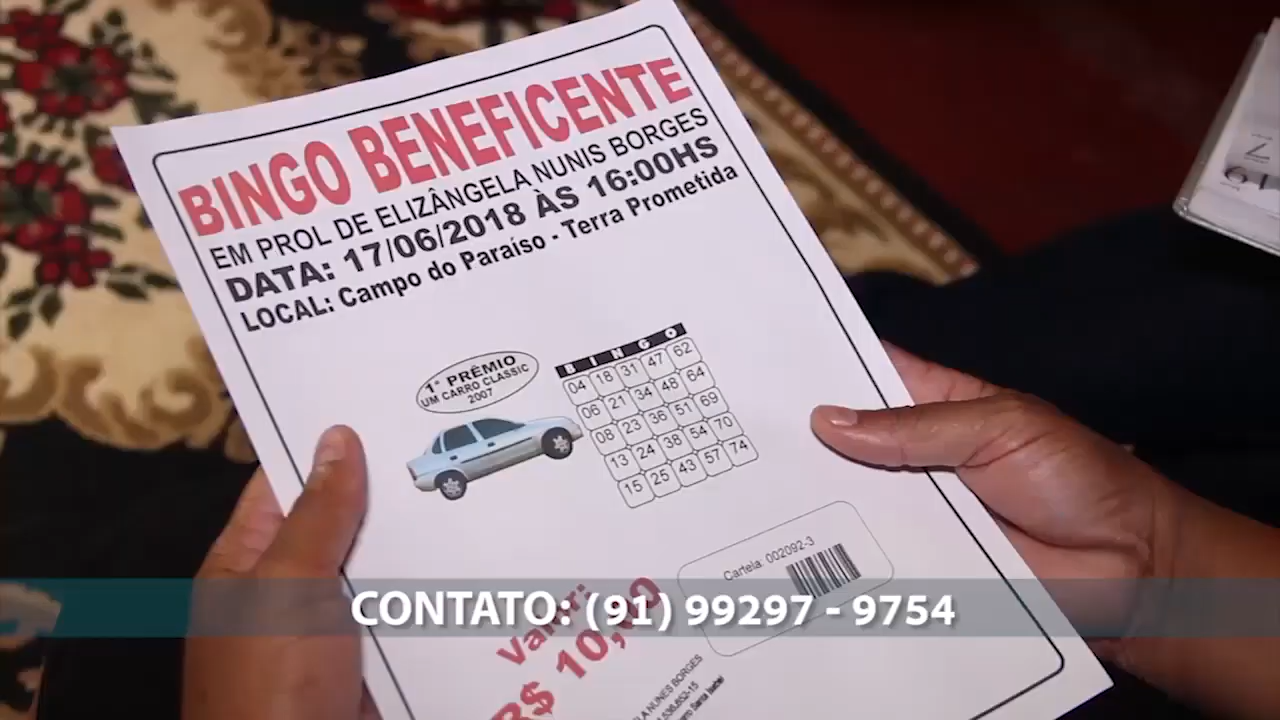 BINGO BENEFICENTE
EM PROL DE ELIZÂNGELA NUNIS BORGES
DATA: 17/06/2018 ÀS 16:00HS
LOCAL: Campo do Paraíso - Terra Prometida
1° PRÊMIO
UM CARRO CLASSIC
2007
B I N G O
04 18 31 47 62
06 21 34 48 64
08 23 36 51 69
13 24 38 54 70
15 25 43 57 74
Cartela: 002092-3
Valor:
R$ 10,00
NUNES BORGES
CONTATO: (91) 99297 - 9754